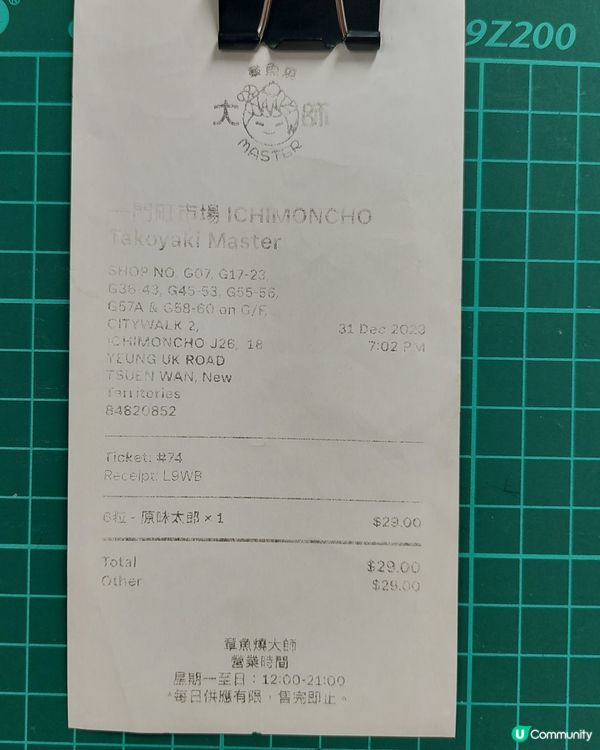 9Z200
章魚燒
大 師
MASTER
一門町市場 ICHIMONCHO
Takoyaki Master
SHOP NO. G07, G17-23,
G36-43, G45-53, G55-56,
G57A & G58-60 on G/F,
CITYWALK 2,
ICHIMONCHO J26, 18
YEUNG UK ROAD
TSUEN WAN, New
Territories
84820852
31 Dec 2023
7:02 PM
Ticket: #74
Receipt: L9WB
6粒 - 原味太郎 × 1 $29.00
Total $29.00
Other $29.00
章魚燒大師
營業時間
星期一至日：12:00-21:00
*每日供應有限，售完即止。
U Community